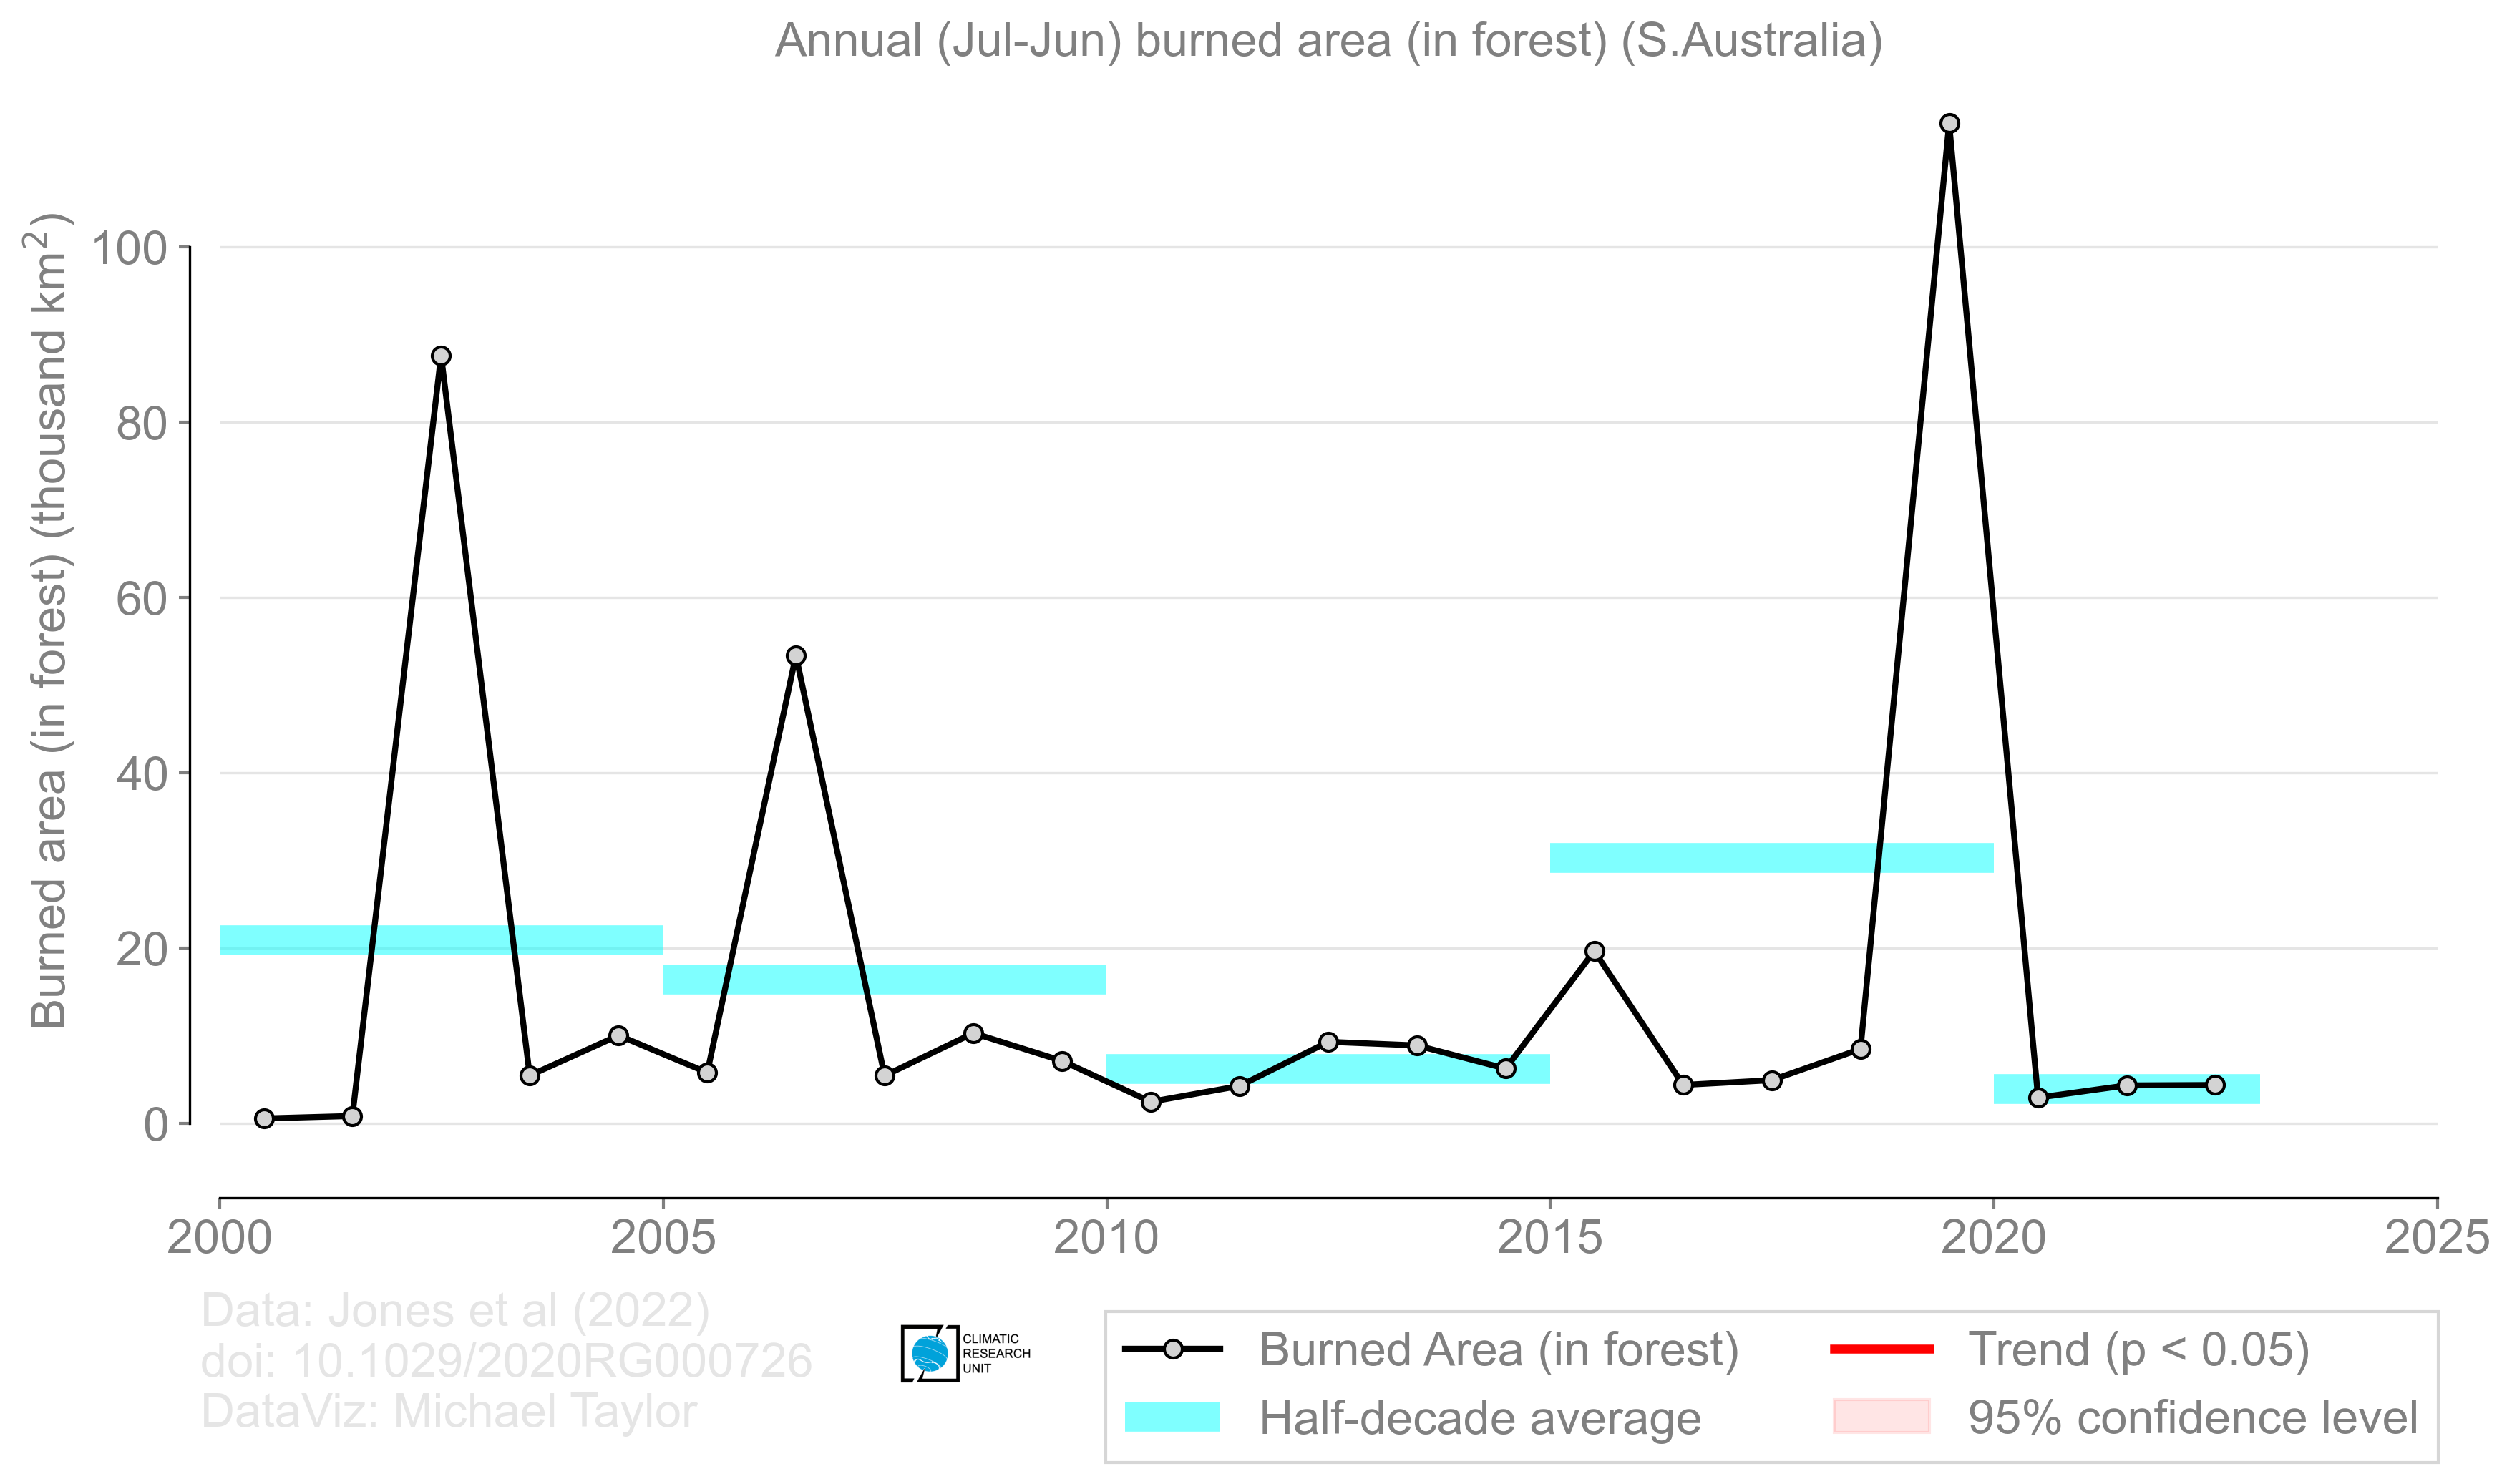 Annual (Jul-Jun) burned area (in forest) (S.Australia)
Burned area (in forest) (thousand km²)
100
80
60
40
20
0
2000 2005 2010 2015 2020 2025
Data: Jones et al (2022)
doi: 10.1029/2020RG000726
DataViz: Michael Taylor
CLIMATIC
RESEARCH
UNIT
Burned Area (in forest)
Half-decade average
Trend (p < 0.05)
95% confidence level